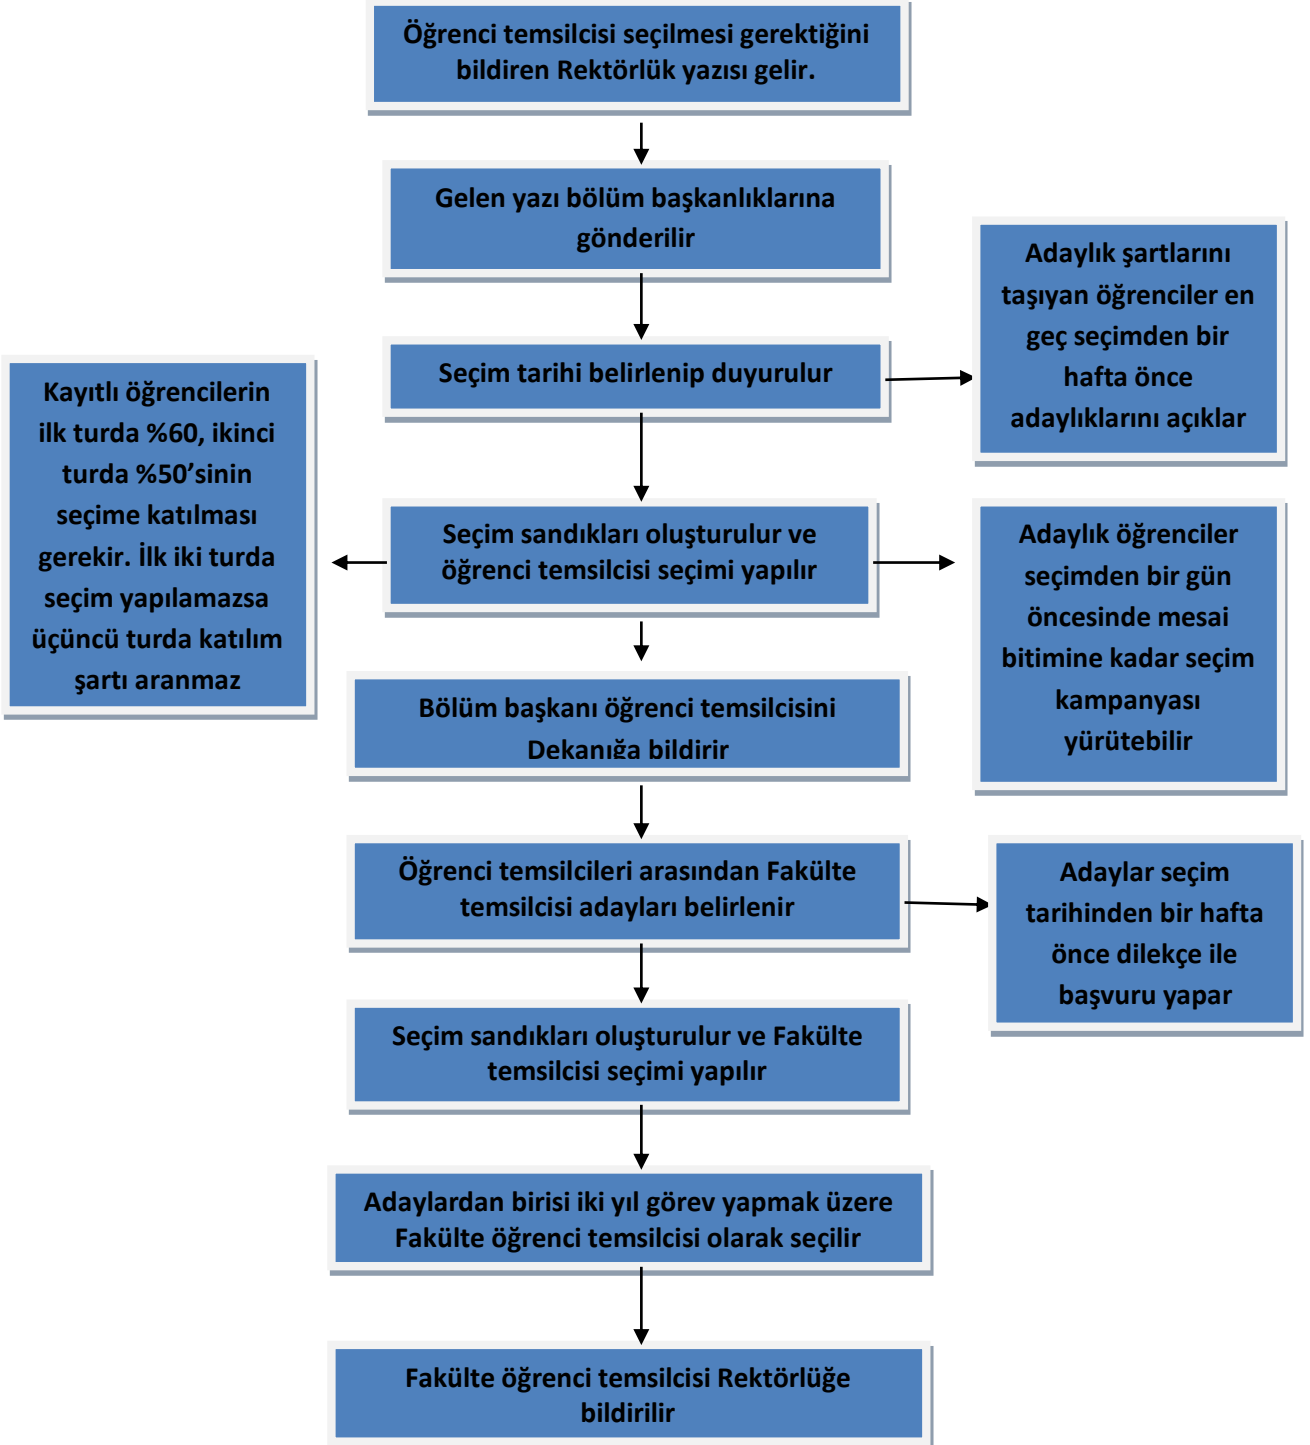 Öğrenci temsilcisi seçilmesi gerektiğini
bildiren Rektörlük yazısı gelir.
Gelen yazı bölüm başkanlıklarına
gönderilir
Adaylık şartlarını
taşıyan öğrenciler en
geç seçimden bir
hafta önce
adaylıklarını açıklar
Seçim tarihi belirlenip duyurulur
Kayıtlı öğrencilerin
ilk turda %60, ikinci
turda %50’sinin
seçime katılması
gerekir. İlk iki turda
seçim yapılamazsa
üçüncü turda katılım
şartı aranmaz
Seçim sandıkları oluşturulur ve
öğrenci temsilcisi seçimi yapılır
Adaylık öğrenciler
seçimden bir gün
öncesinde mesai
bitimine kadar seçim
kampanyası
yürütebilir
Bölüm başkanı öğrenci temsilcisini
Dekanığa bildirir
Öğrenci temsilcileri arasından Fakülte
temsilcisi adayları belirlenir
Adaylar seçim
tarihinden bir hafta
önce dilekçe ile
başvuru yapar
Seçim sandıkları oluşturulur ve Fakülte
temsilcisi seçimi yapılır
Adaylardan birisi iki yıl görev yapmak üzere
Fakülte öğrenci temsilcisi olarak seçilir
Fakülte öğrenci temsilcisi Rektörlüğe
bildirilir